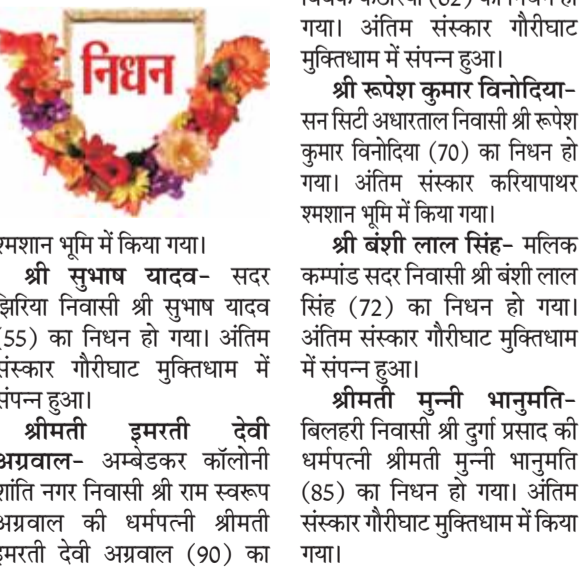 निधन
श्मशान भूमि में किया गया।
श्री सुभाष यादव- सदर
झिरिया निवासी श्री सुभाष यादव
(55) का निधन हो गया। अंतिम
संस्कार गौरीघाट मुक्तिधाम में
संपन्न हुआ।
श्रीमती इमरती देवी
अग्रवाल- अम्बेडकर कॉलोनी
शांति नगर निवासी श्री राम स्वरूप
अग्रवाल की धर्मपत्नी श्रीमती
इमरती देवी अग्रवाल (90) का
का निधन हो
गया। अंतिम संस्कार गौरीघाट
मुक्तिधाम में संपन्न हुआ।
श्री रूपेश कुमार विनोदिया-
सन सिटी अधारताल निवासी श्री रूपेश
कुमार विनोदिया (70) का निधन हो
गया। अंतिम संस्कार करियापाथर
श्मशान भूमि में किया गया।
श्री बंशी लाल सिंह- मलिक
कम्पांड सदर निवासी श्री बंशी लाल
सिंह (72) का निधन हो गया।
अंतिम संस्कार गौरीघाट मुक्तिधाम
में संपन्न हुआ।
श्रीमती मुन्नी भानुमति-
बिलहरी निवासी श्री दुर्गा प्रसाद की
धर्मपत्नी श्रीमती मुन्नी भानुमति
(85) का निधन हो गया। अंतिम
संस्कार गौरीघाट मुक्तिधाम में किया
गया।